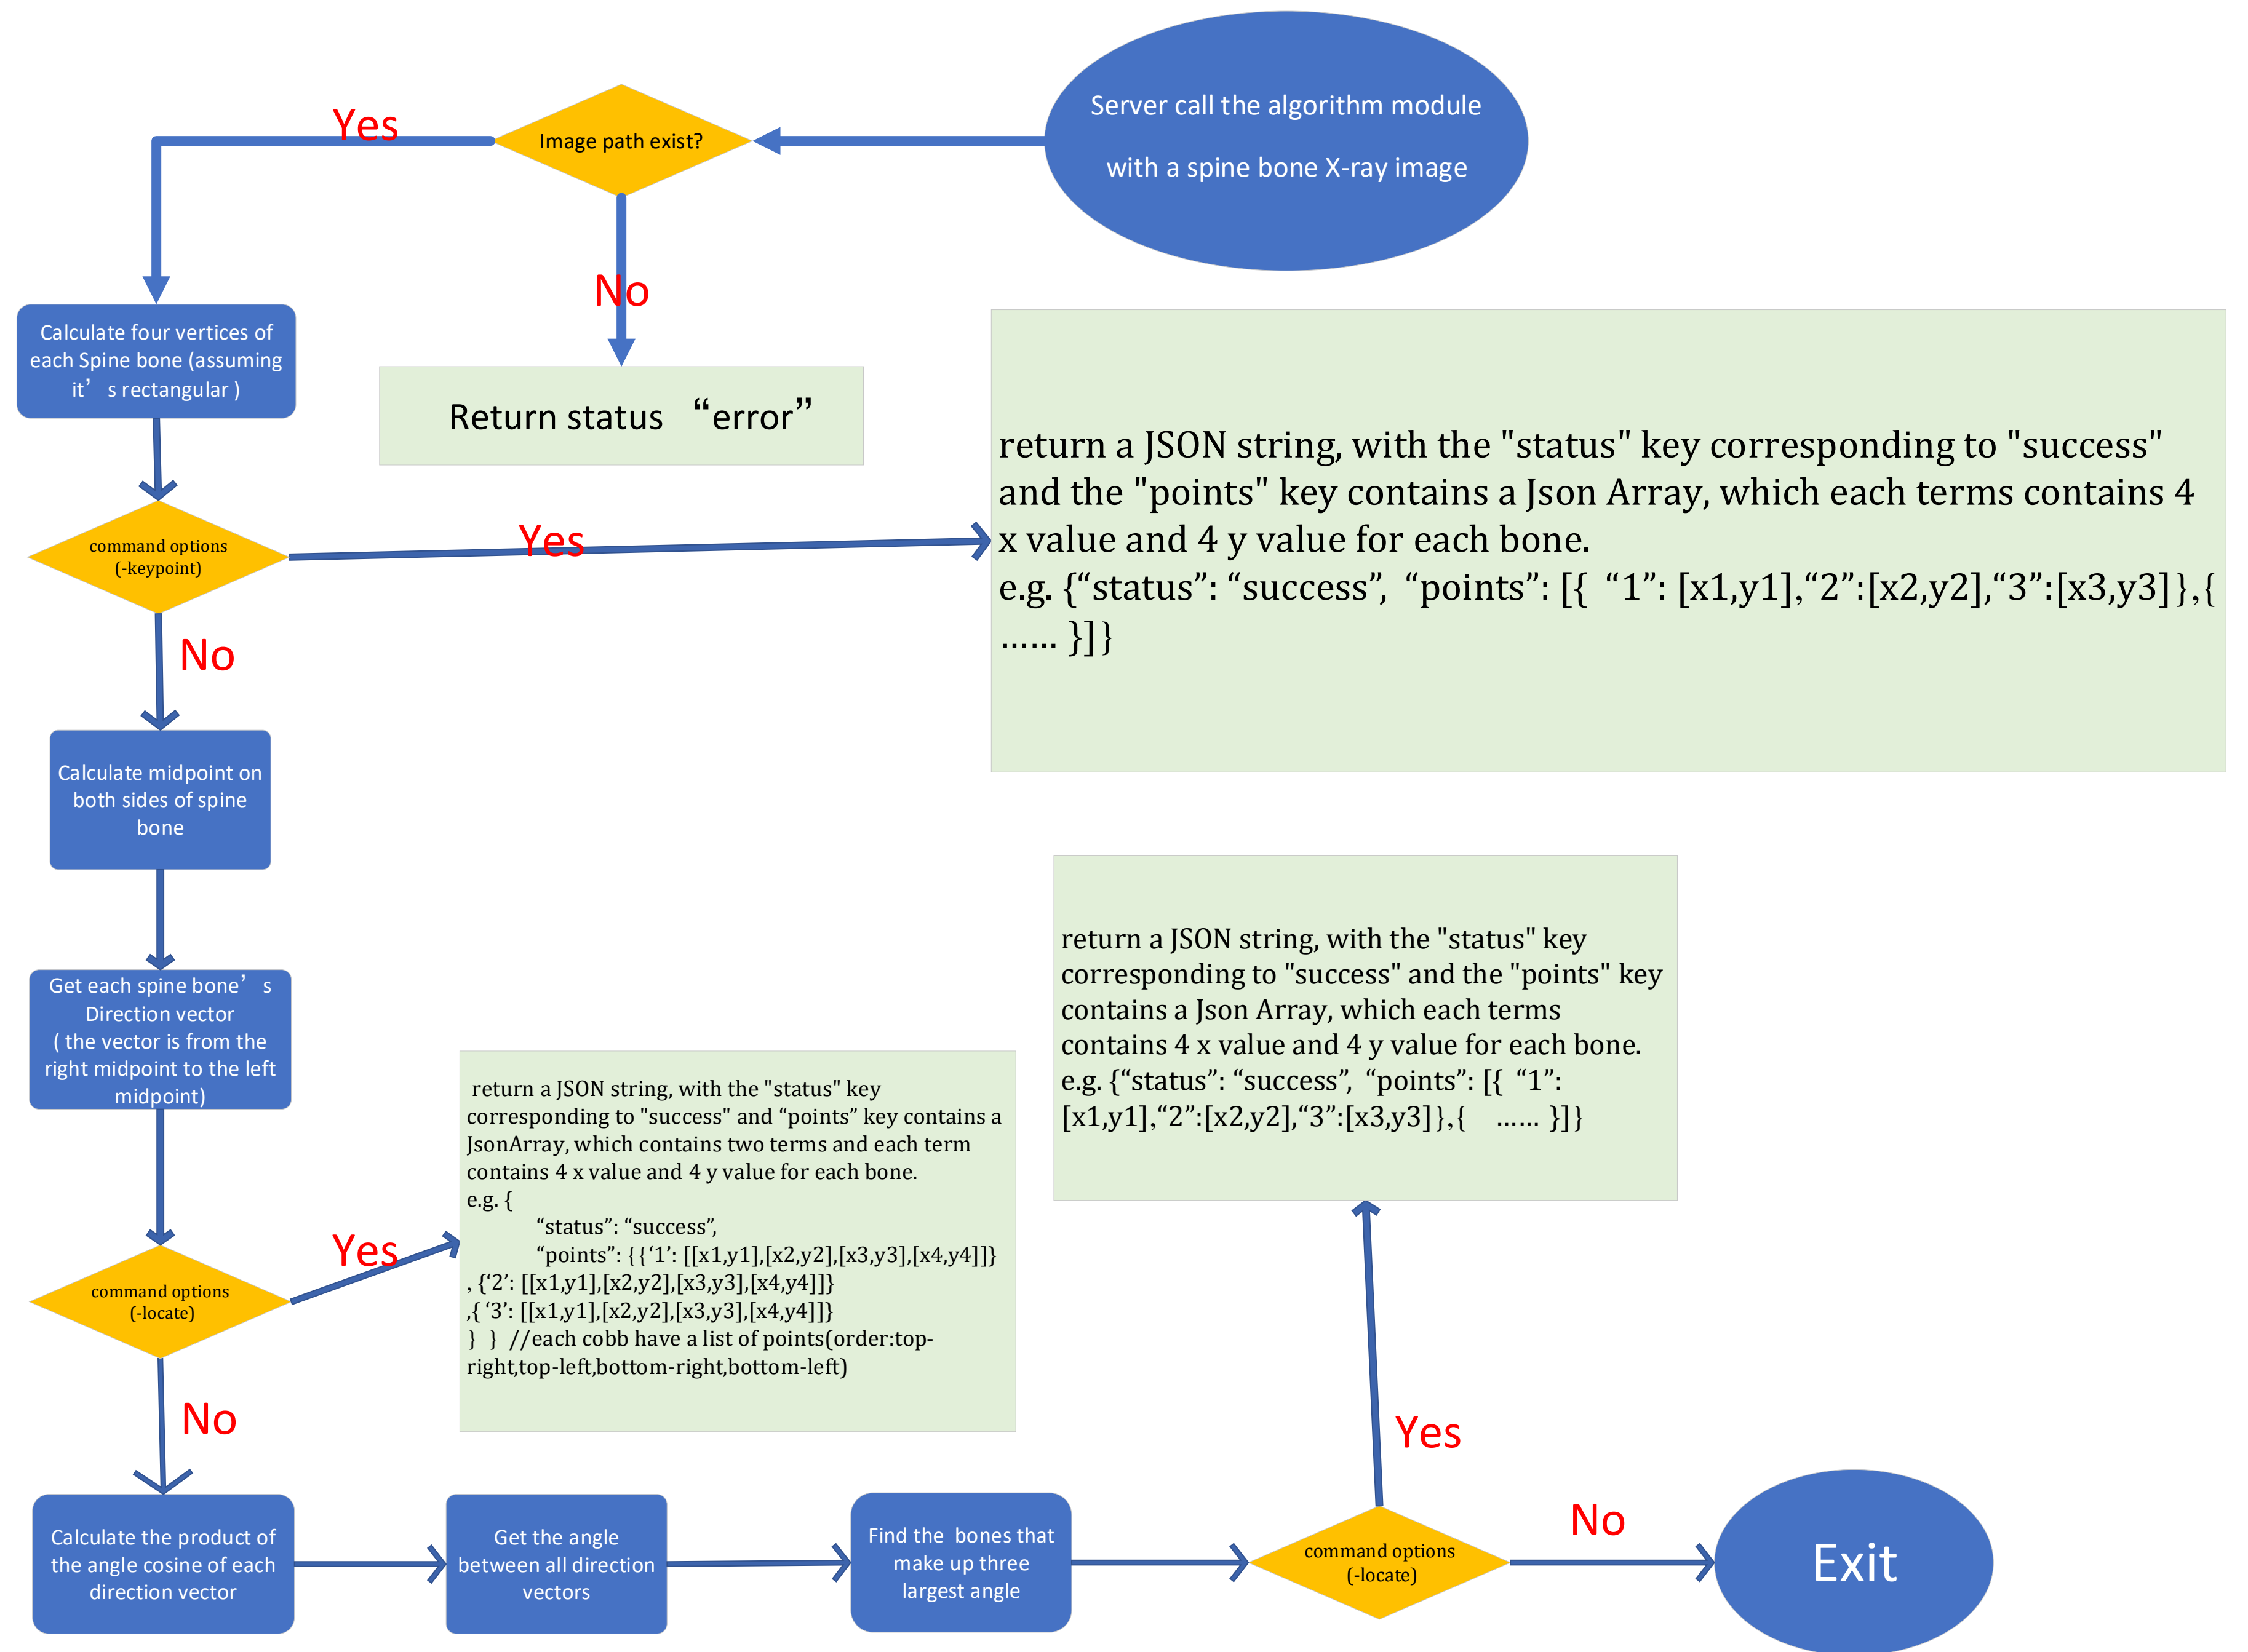 Server call the algorithm module
with a spine bone X-ray image
Image path exist?
Yes
No
Return status “error”
Calculate four vertices of
each Spine bone (assuming
it’s rectangular )
command options
(-keypoint)
Yes
return a JSON string, with the "status" key corresponding to "success"
and the "points" key contains a Json Array, which each terms contains 4
x value and 4 y value for each bone.
e.g. {“status”: “success”, “points”: [{ “1”: [x1,y1],“2”:[x2,y2],“3”:[x3,y3]},{
...... }]}
No
Calculate midpoint on
both sides of spine
bone
Get each spine bone’s
Direction vector
( the vector is from the
right midpoint to the left
midpoint)
command options
(-locate)
Yes
return a JSON string, with the "status" key
corresponding to "success" and “points” key contains a
JsonArray, which contains two terms and each term
contains 4 x value and 4 y value for each bone.
e.g. {
“status”: “success”,
“points”: {{‘1’: [[x1,y1],[x2,y2],[x3,y3],[x4,y4]]}
, {‘2’: [[x1,y1],[x2,y2],[x3,y3],[x4,y4]]}
,{ ‘3’: [[x1,y1],[x2,y2],[x3,y3],[x4,y4]]}
} } //each cobb have a list of points(order:top-
right,top-left,bottom-right,bottom-left)
No
Calculate the product of
the angle cosine of each
direction vector
Get the angle
between all direction
vectors
Find the bones that
make up three
largest angle
command options
(-locate)
Yes
return a JSON string, with the "status" key
corresponding to "success" and the "points" key
contains a Json Array, which each terms
contains 4 x value and 4 y value for each bone.
e.g. {“status”: “success”, “points”: [{ “1”:
[x1,y1],“2”:[x2,y2],“3”:[x3,y3]},{ ...... }]}
No
Exit